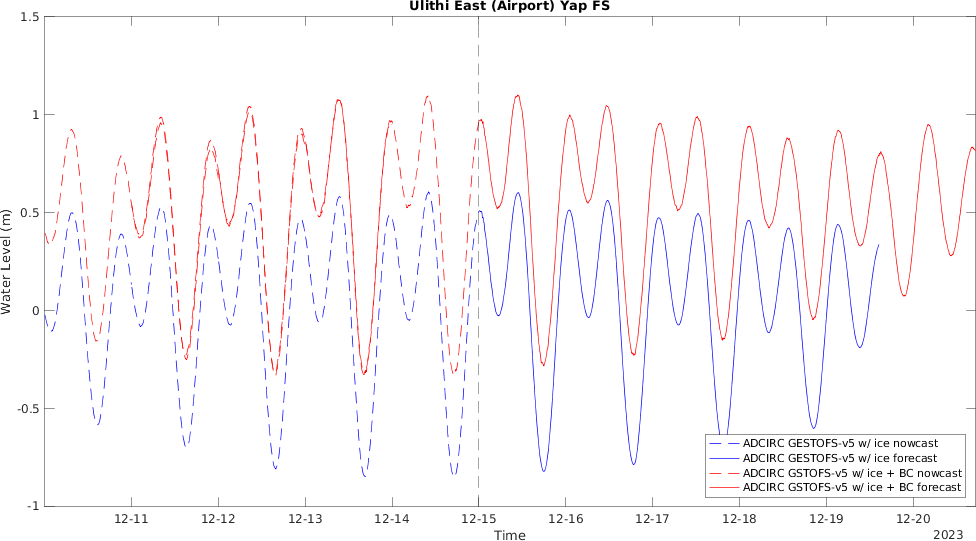 Ulithi East (Airport) Yap FS
1.5
1
0.5
0
-0.5
-1
Water Level (m)
12-11
12-12
12-13
12-14
12-15
12-16
12-17
12-18
12-19
12-20
Time
2023
ADCIRC GESTOFS-v5 w/ ice nowcast
ADCIRC GESTOFS-v5 w/ ice forecast
ADCIRC GSTOFS-v5 w/ ice + BC nowcast
ADCIRC GSTOFS-v5 w/ ice + BC forecast